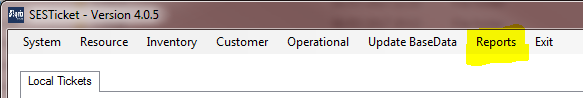 SESTicket - Version 4.0.5
System Resource Inventory Customer Operational Update BaseData Reports Exit
Local Tickets